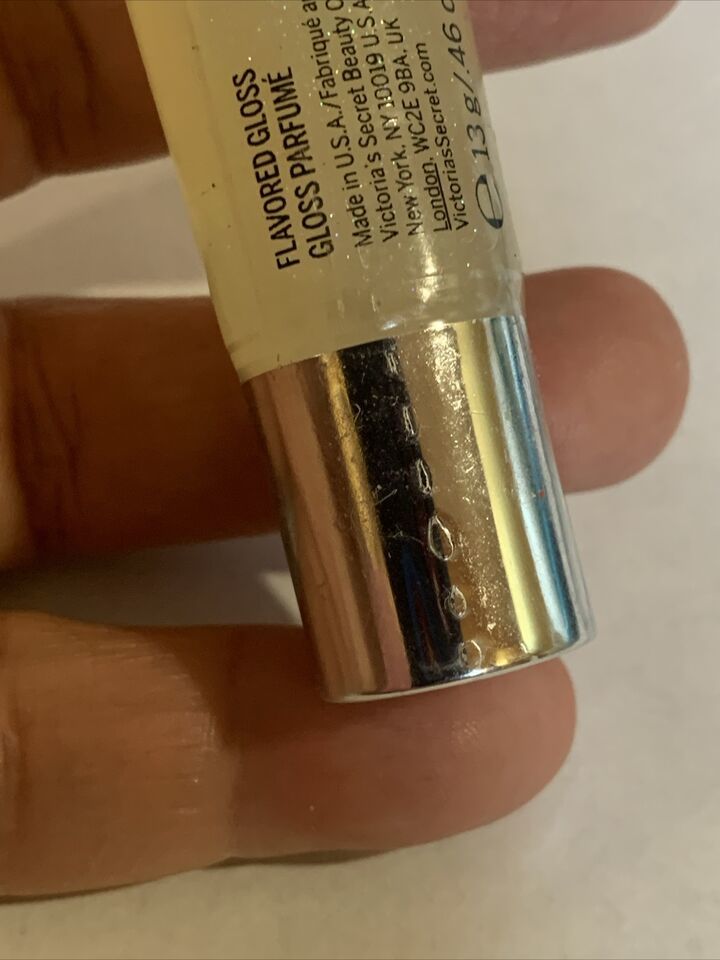 FLAVORED GLOSS
GLOSS PARFUMÉ
Made in U.S.A./Fabriqué
Victoria's Secret Beauty
New York, NY 10019 U.S.A
London, WC2E 9BA, UK
VictoriasSecret.com
℮ 13 g/.46